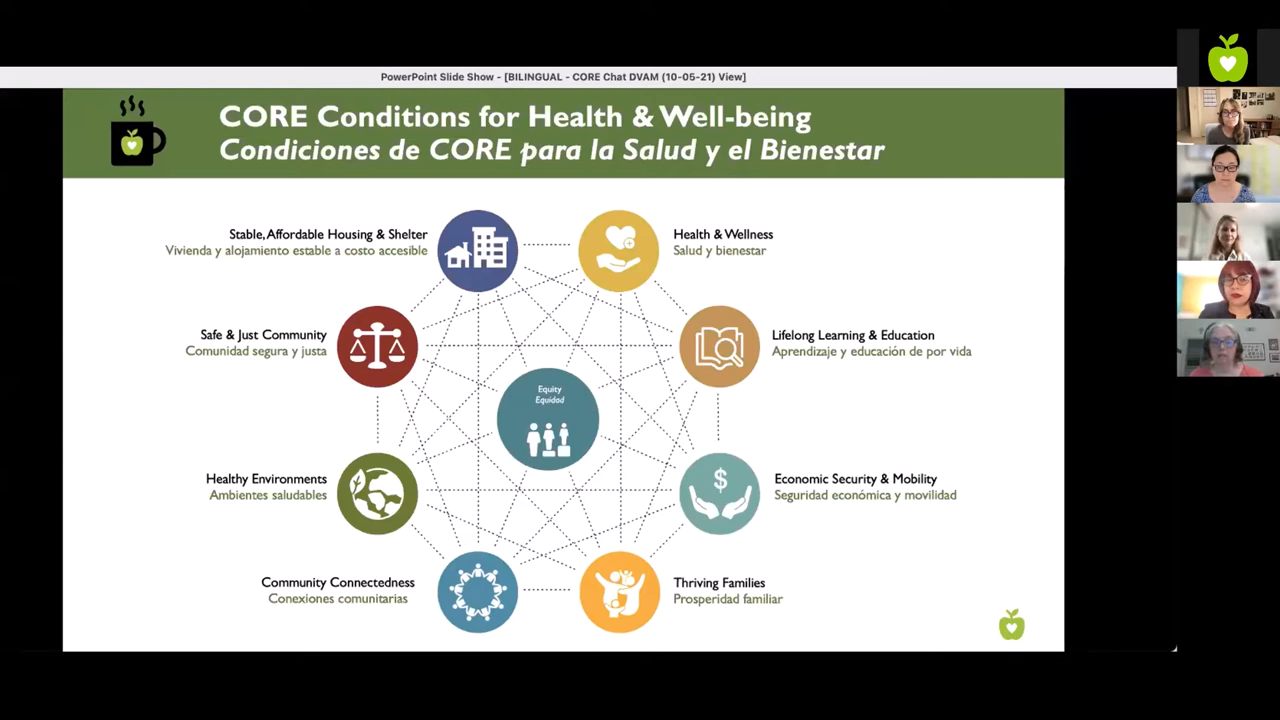 PowerPoint Slide Show - [BILINGUAL - CORE Chat DVAM (10-05-21) View]
CORE Conditions for Health & Well-being
Condiciones de CORE para la Salud y el Bienestar
Stable, Affordable Housing & Shelter
Vivienda y alojamiento estable a costo accesible
Health & Wellness
Salud y bienestar
Safe & Just Community
Comunidad segura y justa
Lifelong Learning & Education
Aprendizaje y educación de por vida
Equity
Equidad
Healthy Environments
Ambientes saludables
$
Economic Security & Mobility
Seguridad económica y movilidad
Community Connectedness
Conexiones comunitarias
Thriving Families
Prosperidad familiar